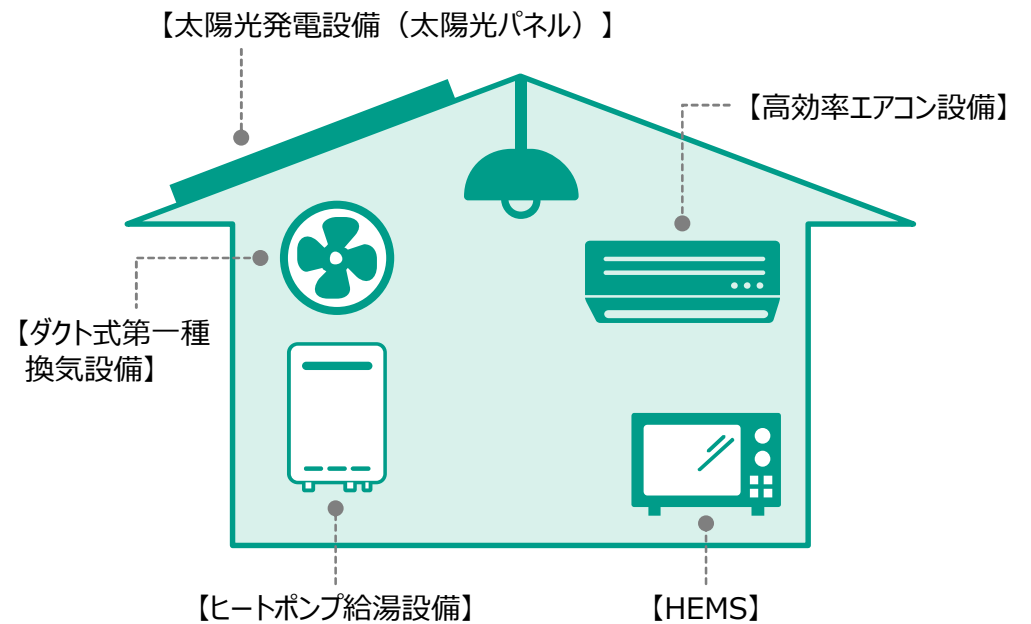 【太陽光発電設備（太陽光パネル）】
【高効率エアコン設備】
【ダクト式第一種
換気設備】
【ヒートポンプ給湯設備】
【HEMS】